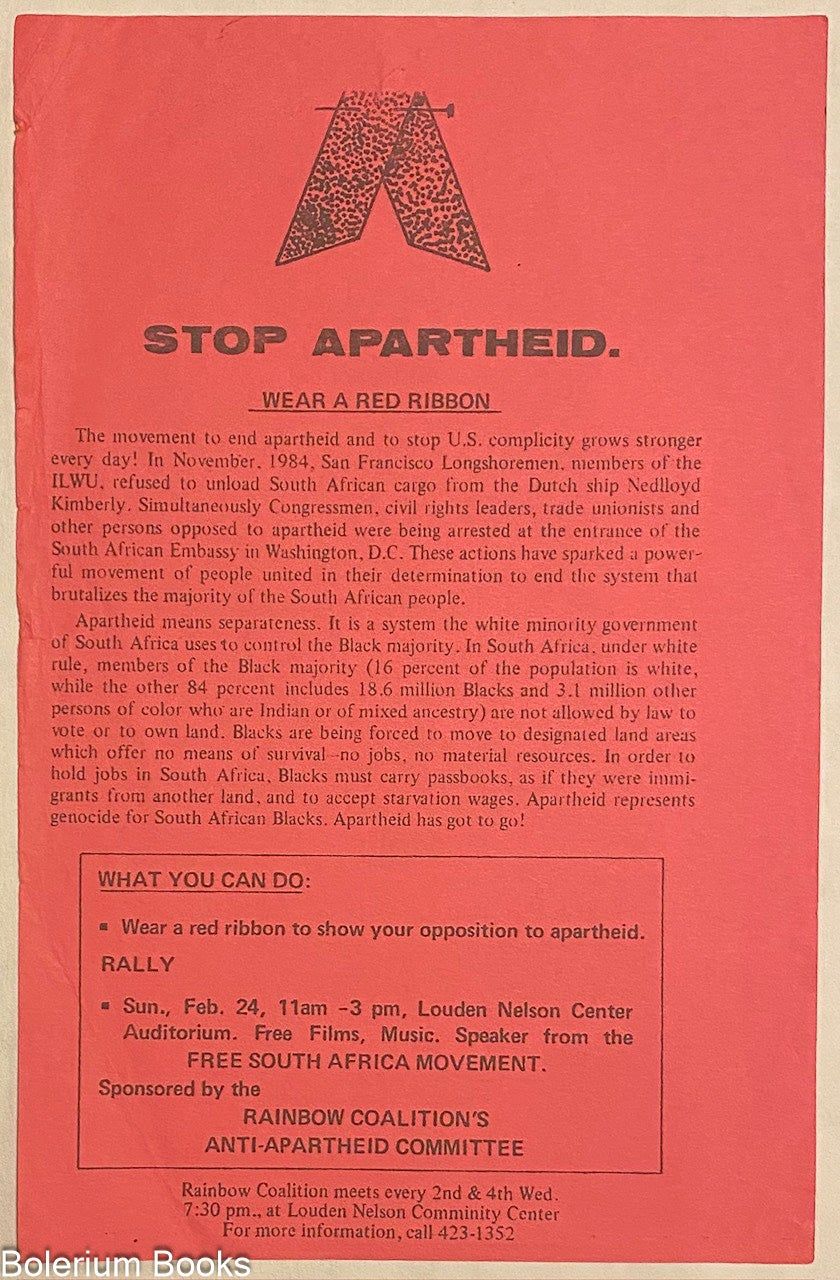 STOP APARTHEID.
WEAR A RED RIBBON
The movement to end apartheid and to stop U.S. complicity grows stronger
every day! In November, 1984, San Francisco Longshoremen, members of the
ILWU, refused to unload South African cargo from the Dutch ship Nedlloyd
Kimberly. Simultaneously Congressmen, civil rights leaders, trade unionists and
other persons opposed to apartheid were being arrested at the entrance of the
South African Embassy in Washington, D.C. These actions have sparked a power-
ful movement of people united in their determination to end the system that
brutalizes the majority of the South African people.
Apartheid means separateness. It is a system the white minority government
of South Africa uses to control the Black majority. In South Africa, under white
rule, members of the Black majority (16 percent of the population is white,
while the other 84 percent includes 18.6 million Blacks and 3.1 million other
persons of color who are Indian or of mixed ancestry) are not allowed by law to
vote or to own land. Blacks are being forced to move to designated land areas
which offer no means of survival—no jobs, no material resources. In order to
hold jobs in South Africa, Blacks must carry passbooks, as if they were immi-
grants from another land, and to accept starvation wages. Apartheid represents
genocide for South African Blacks. Apartheid has got to go!
WHAT YOU CAN DO:
▪ Wear a red ribbon to show your opposition to apartheid.
RALLY
▪ Sun., Feb. 24, 11am -3 pm, Louden Nelson Center
Auditorium. Free Films, Music. Speaker from the
FREE SOUTH AFRICA MOVEMENT.
Sponsored by the
RAINBOW COALITION'S
ANTI-APARTHEID COMMITTEE
Rainbow Coalition meets every 2nd & 4th Wed.
7:30 pm., at Louden Nelson Comminity Center
For more information, call 423-1352
Bolerium Books